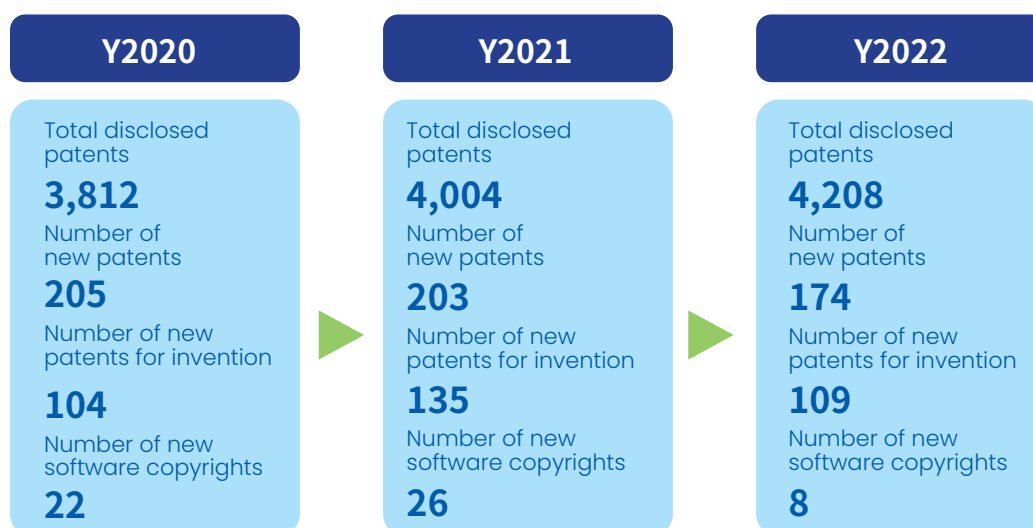 Y2020
Total disclosed
patents
3,812
Number of
new patents
205
Number of new
patents for invention
104
Number of new
software copyrights
22
Y2021
Total disclosed
patents
4,004
Number of
new patents
203
Number of new
patents for invention
135
Number of new
software copyrights
26
Y2022
Total disclosed
patents
4,208
Number of
new patents
174
Number of new
patents for invention
109
Number of new
software copyrights
8